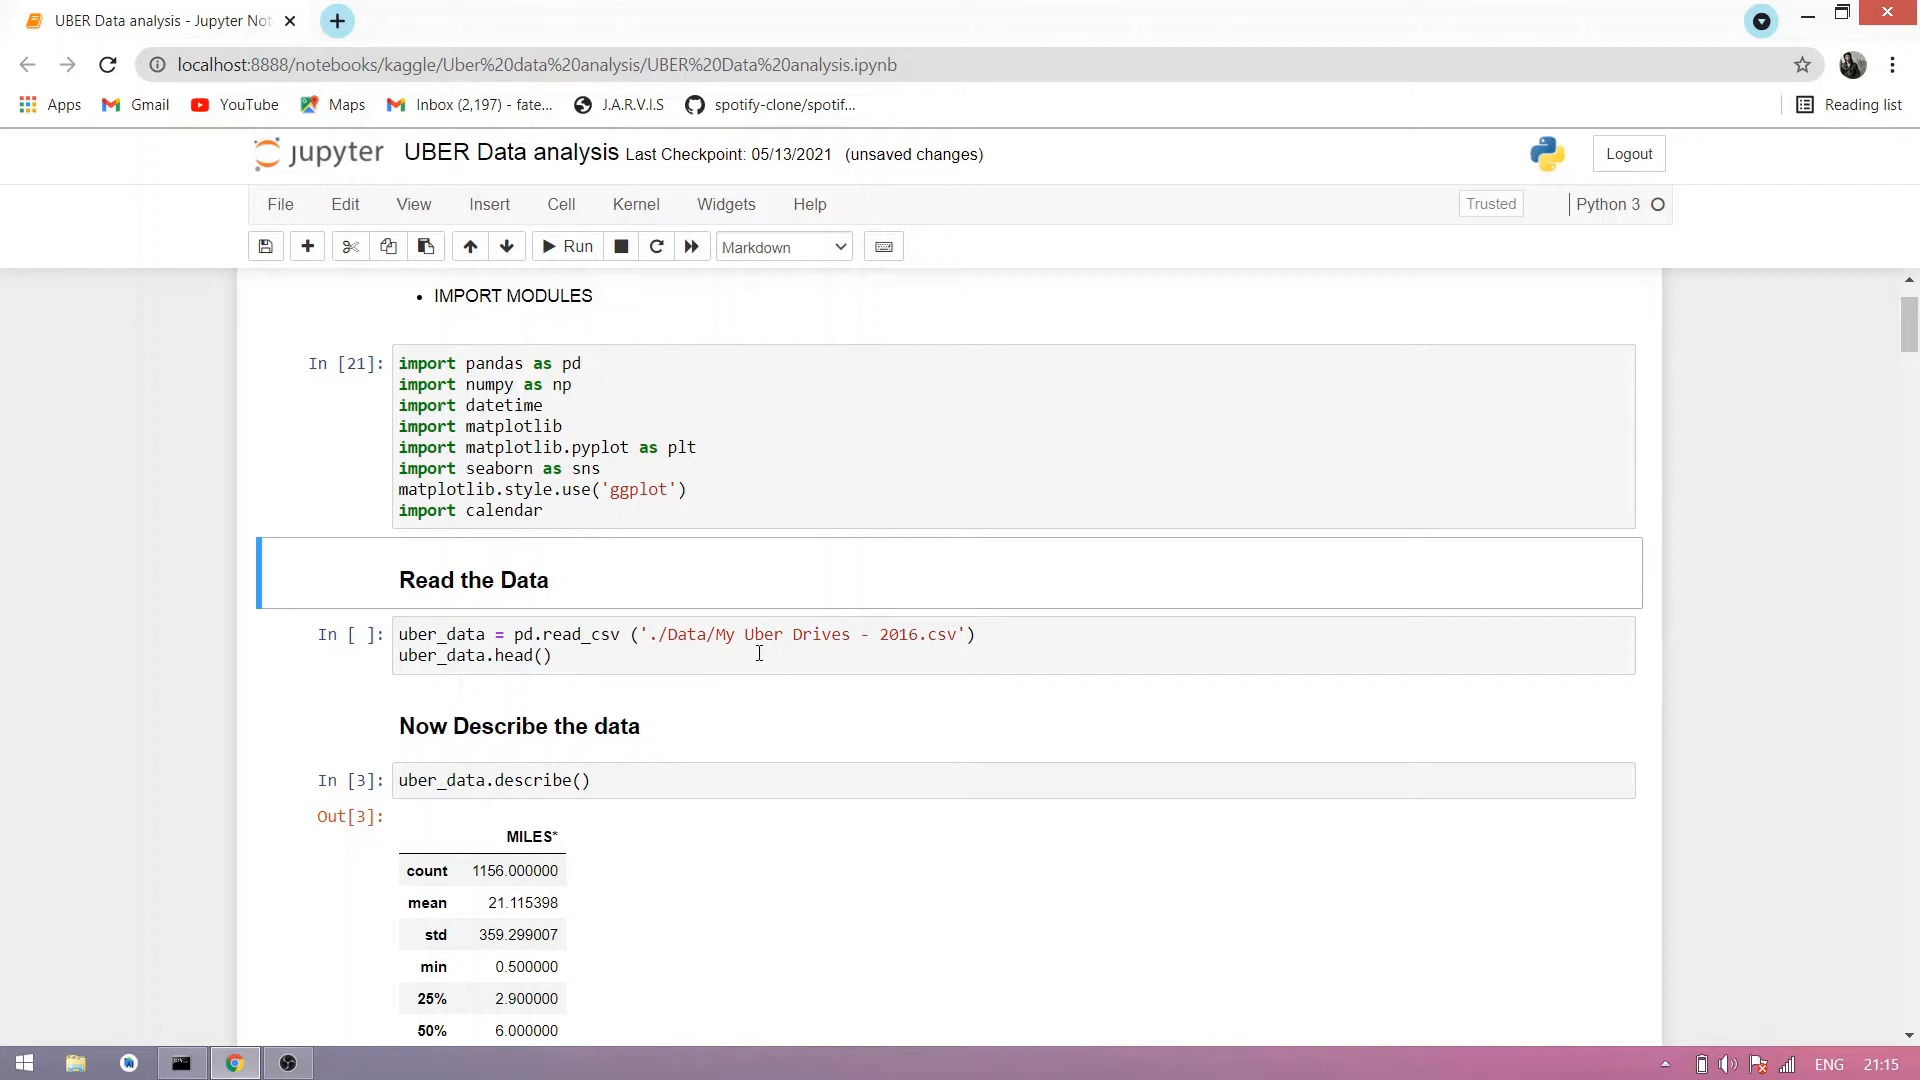 UBER Data analysis - Jupyter Not
localhost:8888/notebooks/kaggle/Uber%20data%20analysis/UBER%20Data%20analysis.ipynb
Apps Gmail YouTube Maps Inbox (2,197) - fate... J.A.R.V.I.S spotify-clone/spotif... Reading list
jupyter UBER Data analysis Last Checkpoint: 05/13/2021 (unsaved changes) Logout
File Edit View Insert Cell Kernel Widgets Help Trusted Python 3
Run Markdown
• IMPORT MODULES
In [21]: import pandas as pd
import numpy as np
import datetime
import matplotlib
import matplotlib.pyplot as plt
import seaborn as sns
matplotlib.style.use('ggplot')
import calendar
Read the Data
In [ ]: uber_data = pd.read_csv ('./Data/My Uber Drives - 2016.csv')
uber_data.head()
Now Describe the data
In [3]: uber_data.describe()
Out[3]:
MILES*
count 1156.000000
mean 21.115398
std 359.299007
min 0.500000
25% 2.900000
50% 6.000000
ENG 21:15